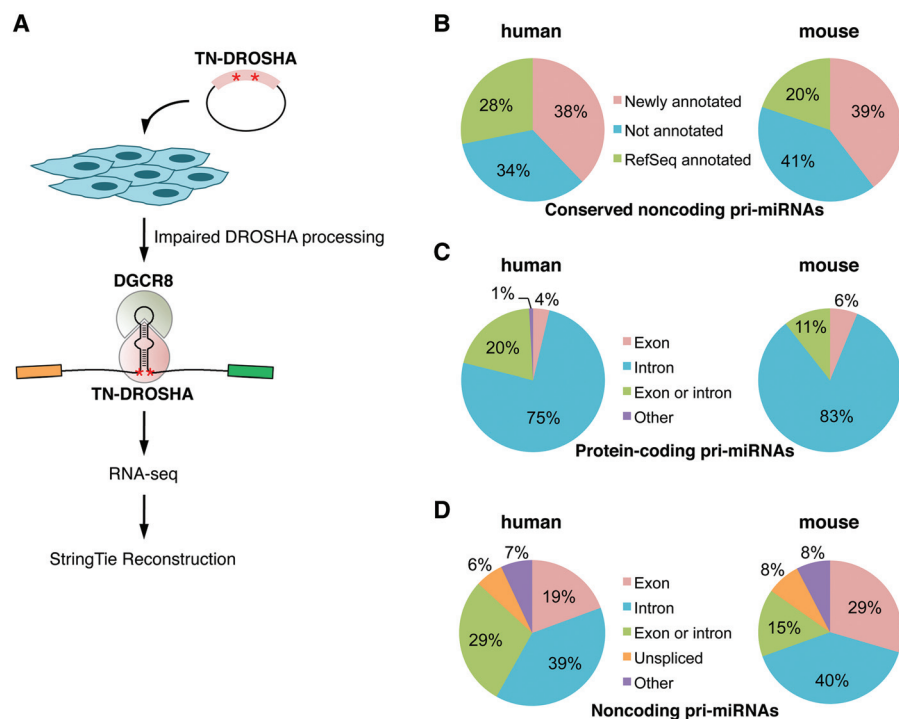 A
TN-DROSHA
* *
Impaired DROSHA processing
DGCR8
* *
TN-DROSHA
RNA-seq
StringTie Reconstruction
B
human
mouse
28%
38%
34%
Newly annotated
Not annotated
RefSeq annotated
20%
39%
41%
Conserved noncoding pri-miRNAs
C
human
mouse
1%
4%
20%
75%
Exon
Intron
Exon or intron
Other
6%
11%
83%
Protein-coding pri-miRNAs
D
human
mouse
6%
7%
19%
29%
39%
Exon
Intron
Exon or intron
Unspliced
Other
8%
8%
29%
15%
40%
Noncoding pri-miRNAs